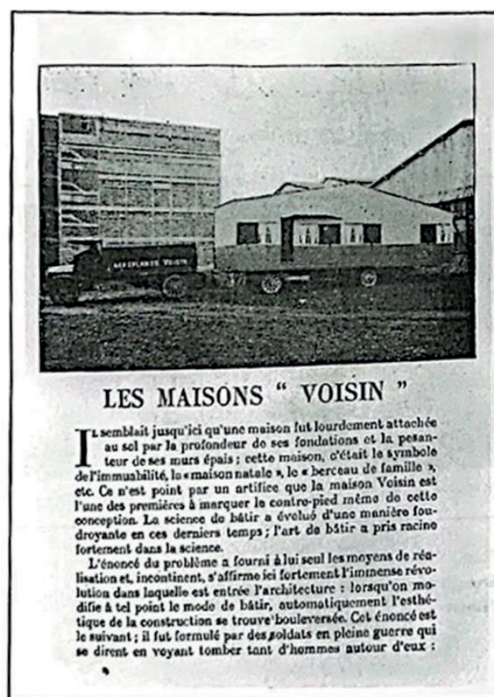 AEROPLANES VOISIN
LES MAISONS “ VOISIN ”
IL semblait jusqu'ici qu'une maison fut lourdement attachée
au sol par la profondeur de ses fondations et la pesan-
teur de ses murs épais ; cette maison, c'était le symbole
de l'immuabilité, la « maison natale », le « berceau de famille »,
etc. Ce n'est point par un artifice que la maison Voisin est
l'une des premières à marquer le contre-pied même de cette
conception. La science de bâtir a évolué d'une manière fou-
droyante en ces derniers temps ; l'art de bâtir a pris racine
fortement dans la science.
L'énoncé du problème a fourni à lui seul les moyens de réa-
lisation et, incontinent, s'affirme ici fortement l'immense révo-
lution dans laquelle est entrée l'architecture : lorsqu'on mo-
difie à tel point le mode de bâtir, automatiquement l'esthé-
tique de la construction se trouve bouleversée. Cet énoncé est
le suivant ; il fut formulé par des soldats en pleine guerre qui
se dirent en voyant tomber tant d'hommes autour d'eux :